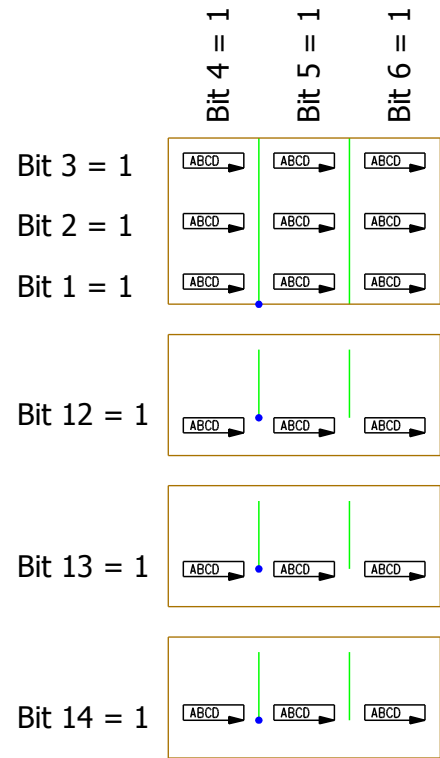 Bit 4 = 1
Bit 5 = 1
Bit 6 = 1
Bit 3 = 1
ABCD ABCD ABCD
Bit 2 = 1
ABCD ABCD ABCD
Bit 1 = 1
ABCD ABCD ABCD
Bit 12 = 1
ABCD ABCD ABCD
Bit 13 = 1
ABCD ABCD ABCD
Bit 14 = 1
ABCD ABCD ABCD